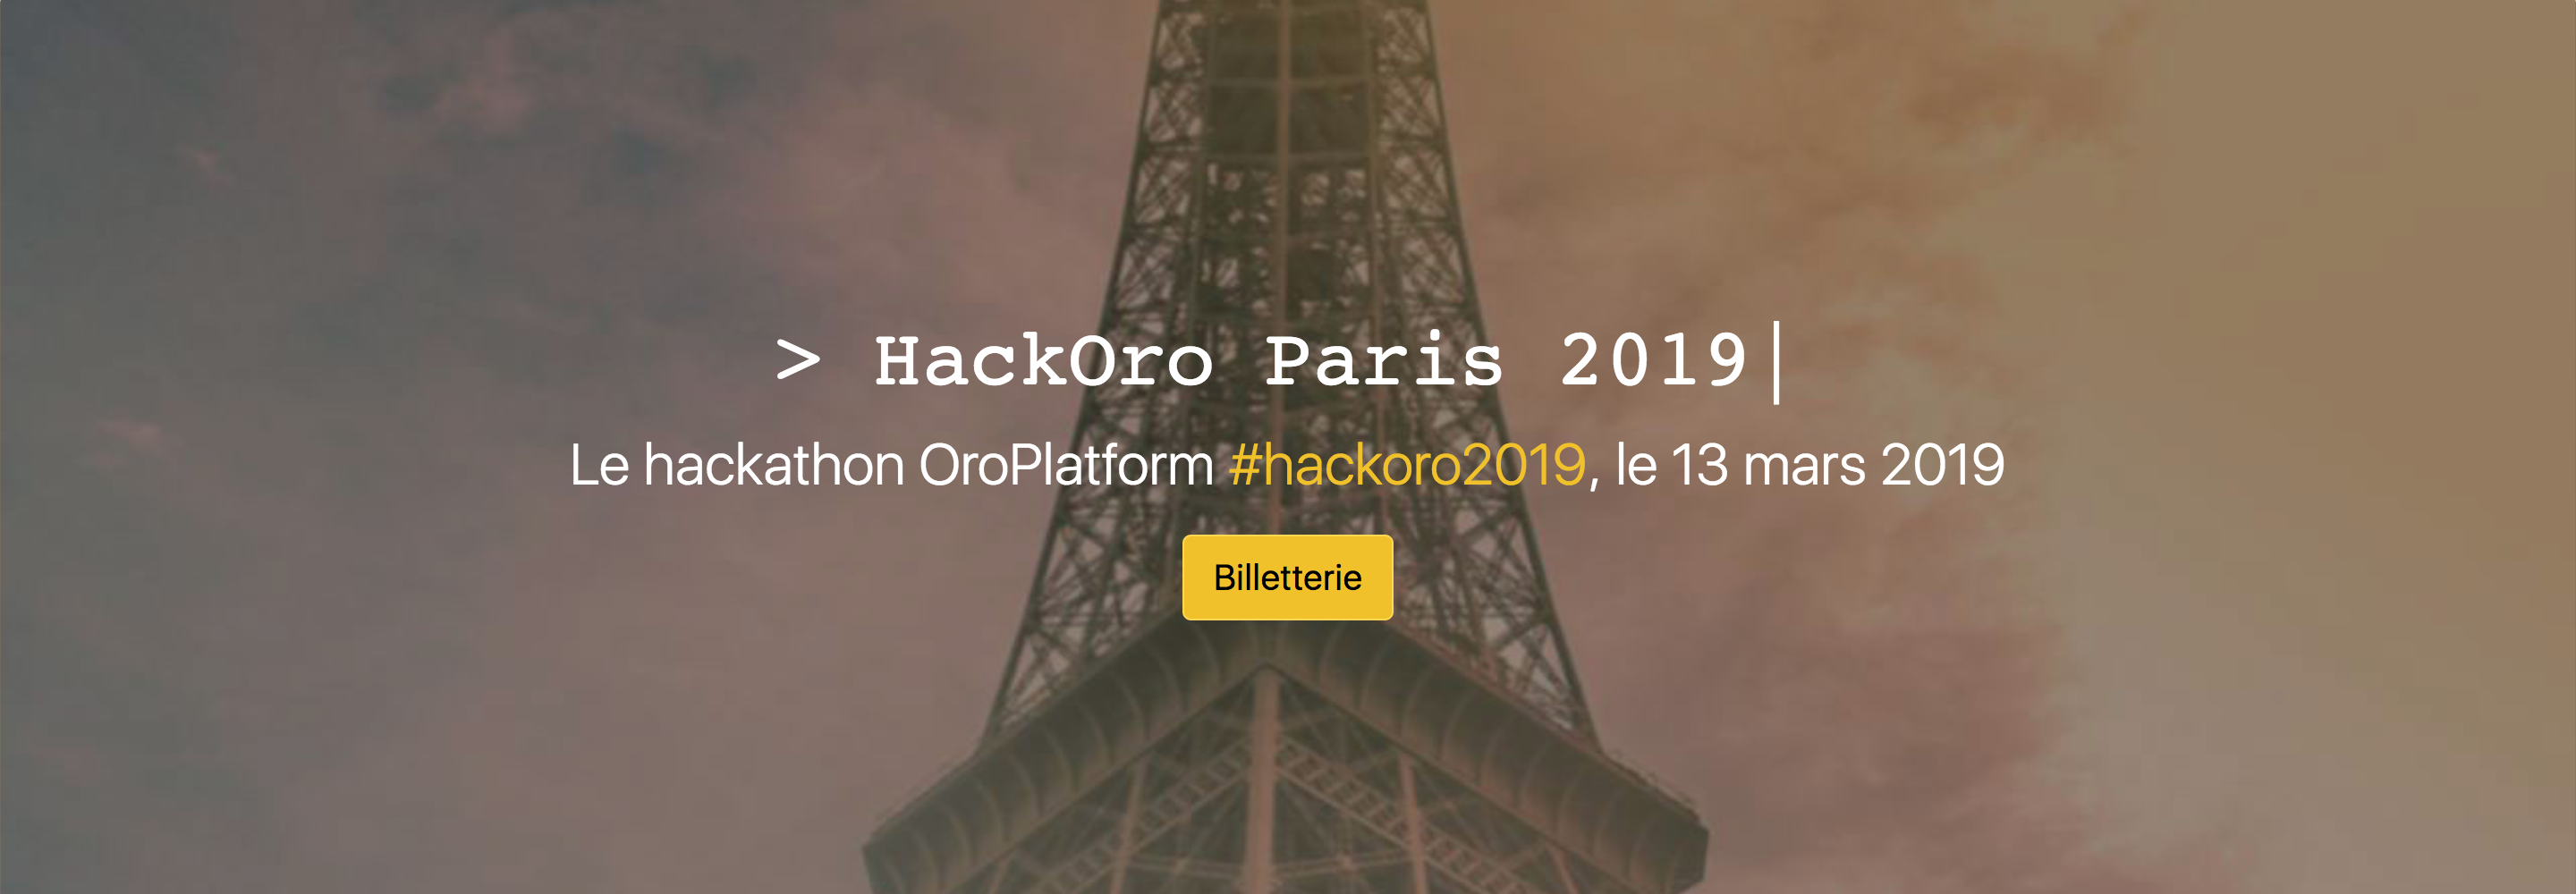 > HackOro Paris 2019|
Le hackathon OroPlatform #hackoro2019, le 13 mars 2019
Billetterie